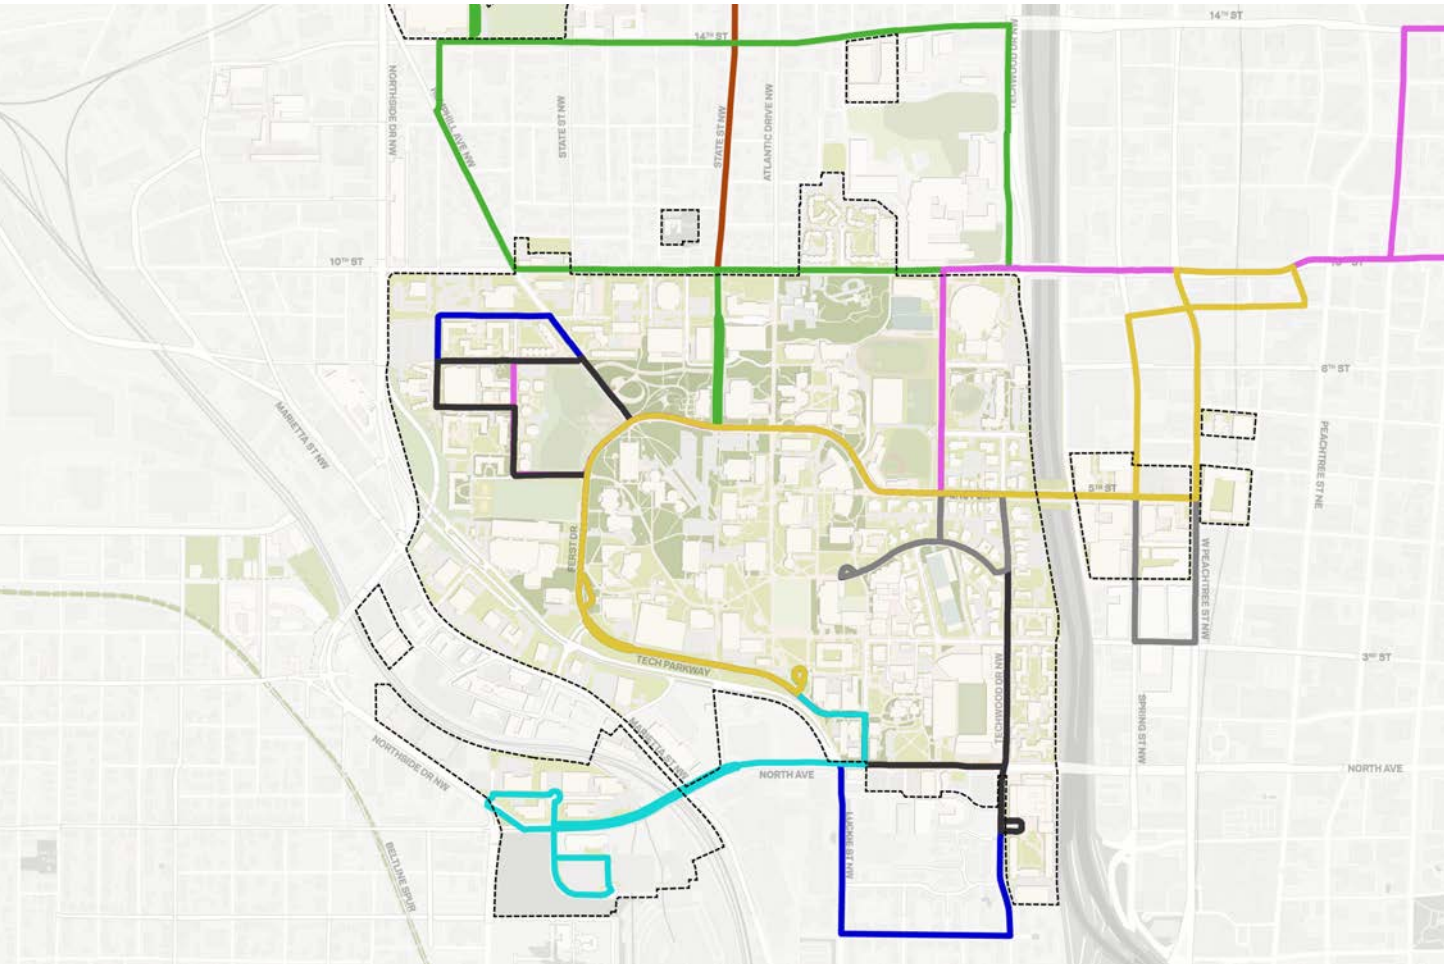 14TH ST
14TH ST
TECHWOOD DR NW
NORTHSIDE DR NW
STATE ST NW
STATE ST NW
ATLANTIC DRIVE NW
10TH ST
6TH ST
MARIETTA ST NW
PEACHTREE ST NE
5TH ST
FERST DR
W PEACHTREE ST NW
TECH PARKWAY
3RD ST
TECHWOOD DR NW
SPRING ST NW
MARIETTA ST NW
NORTHSIDE DR NW
NORTH AVE
NORTH AVE
LUCKIE ST NW
BELTLINE SPUR